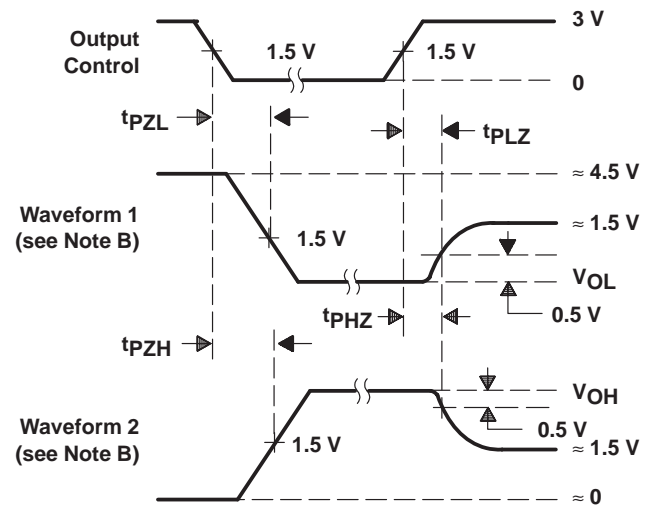 3 V
Output
Control
1.5 V
1.5 V
0
tPZL
tPLZ
≈ 4.5 V
Waveform 1
(see Note B)
≈ 1.5 V
1.5 V
VOL
tPHZ
0.5 V
tPZH
VOH
0.5 V
Waveform 2
(see Note B)
1.5 V
≈ 1.5 V
≈ 0